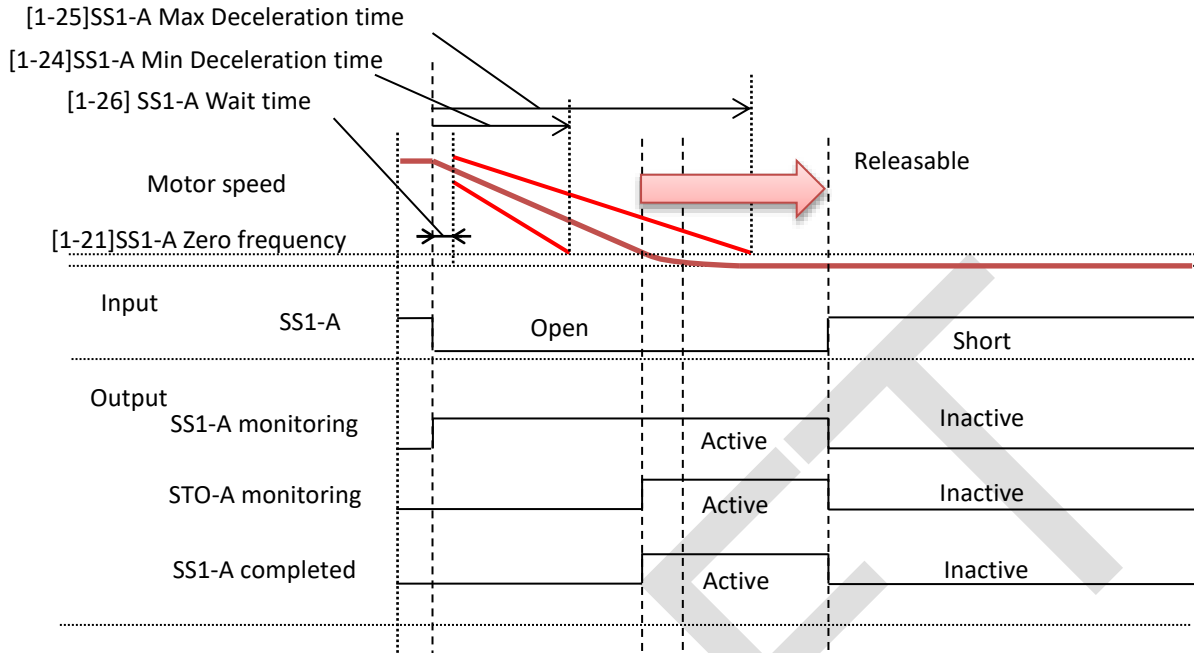 [1-25]SS1-A Max Deceleration time
[1-24]SS1-A Min Deceleration time
[1-26] SS1-A Wait time
Releasable
Motor speed
[1-21]SS1-A Zero frequency
Input
SS1-A
Open
Short
Output
SS1-A monitoring
Active
Inactive
STO-A monitoring
Active
Inactive
SS1-A completed
Active
Inactive